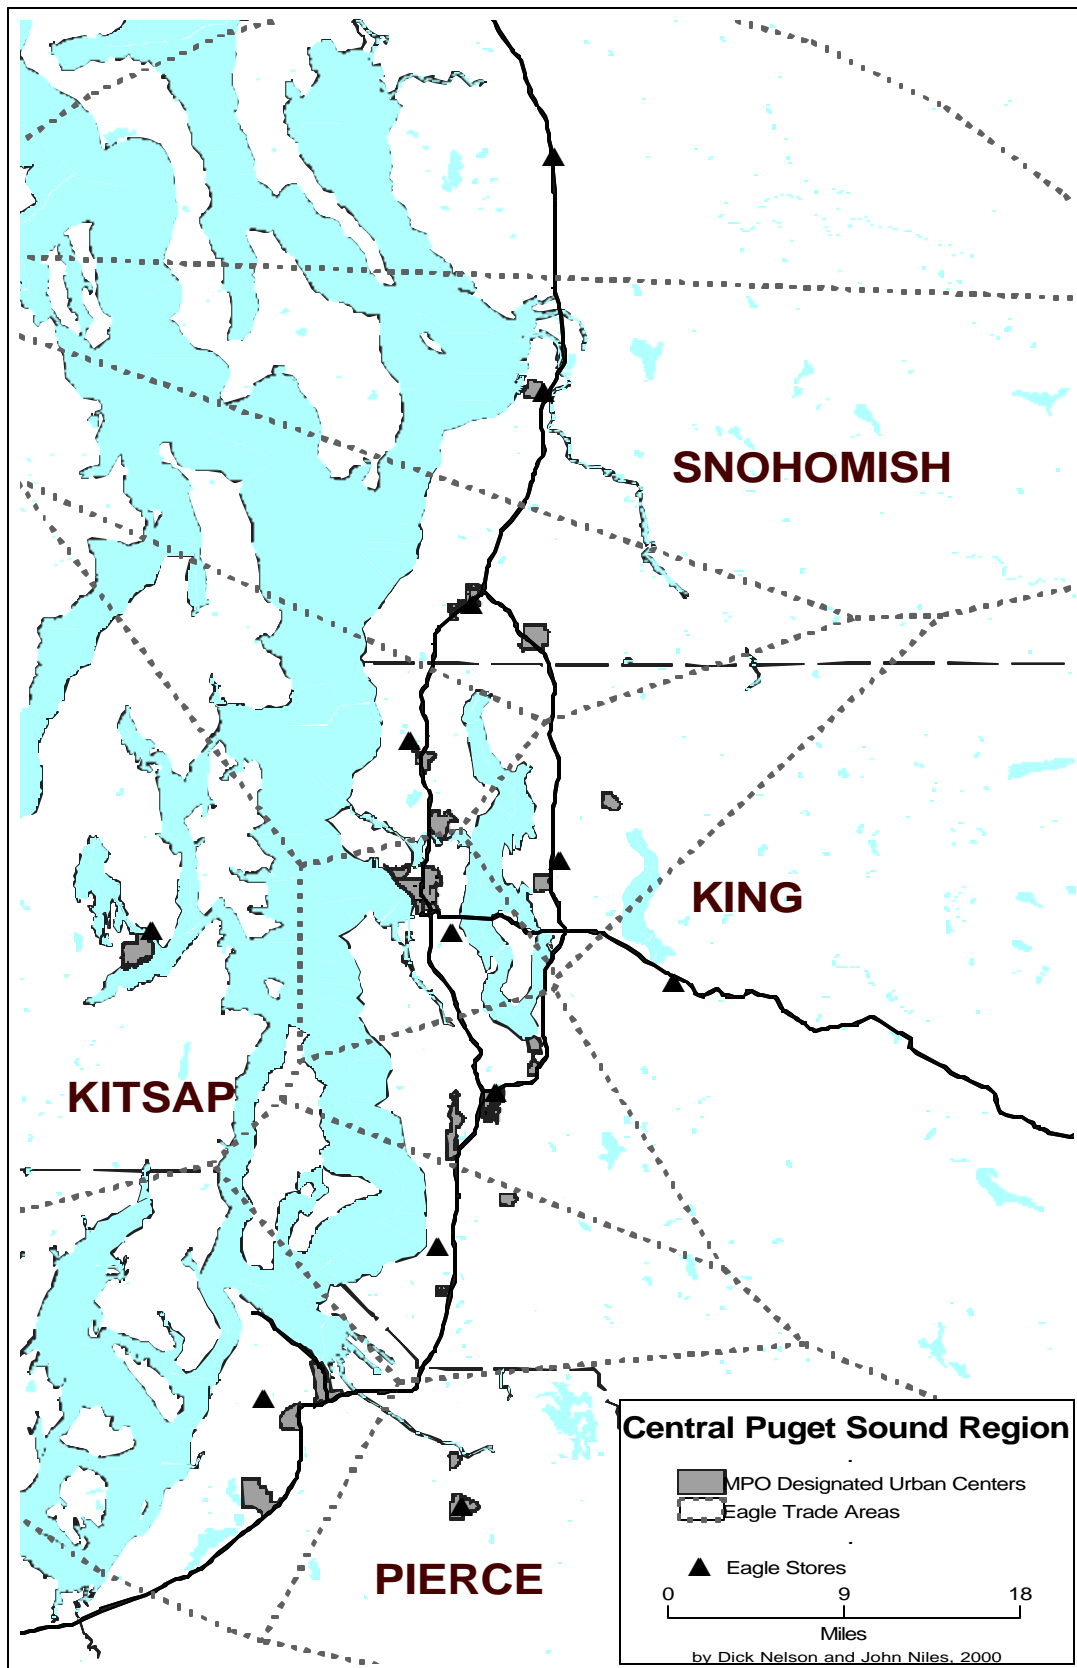 SNOHOMISH
KING
KITSAP
PIERCE
Central Puget Sound Region
MPO Designated Urban Centers
Eagle Trade Areas
Eagle Stores
0 9 18
Miles
by Dick Nelson and John Niles, 2000